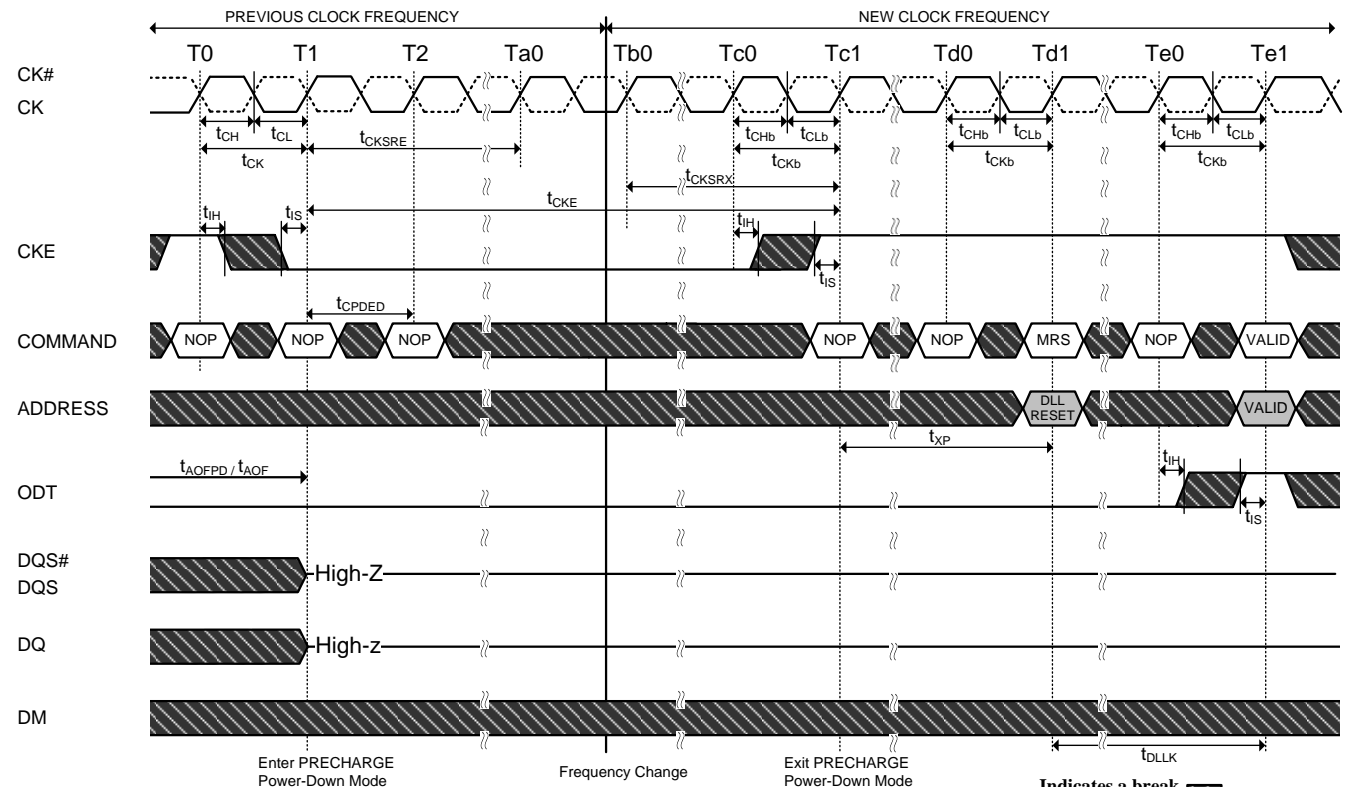 PREVIOUS CLOCK FREQUENCY NEW CLOCK FREQUENCY
T0 T1 T2 Ta0 Tb0 Tc0 Tc1 Td0 Td1 Te0 Te1
CK#
CK
tCH tCL tCKSRE tCHb tCLb tCHb tCLb tCHb tCLb
tCK tCKb tCKb tCKb
tCKSRX
tCKE
tIH tIS tIH
CKE
tIS
tCPDED
COMMAND NOP NOP NOP NOP NOP MRS NOP VALID
ADDRESS DLL RESET VALID
tXP
tAOFPD / tAOF tIH
ODT
tIS
DQS#
High-Z
DQS
DQ High-z
DM
tDLLK
Enter PRECHARGE
Power-Down Mode
Frequency Change
Exit PRECHARGE
Power-Down Mode
Indicates a break